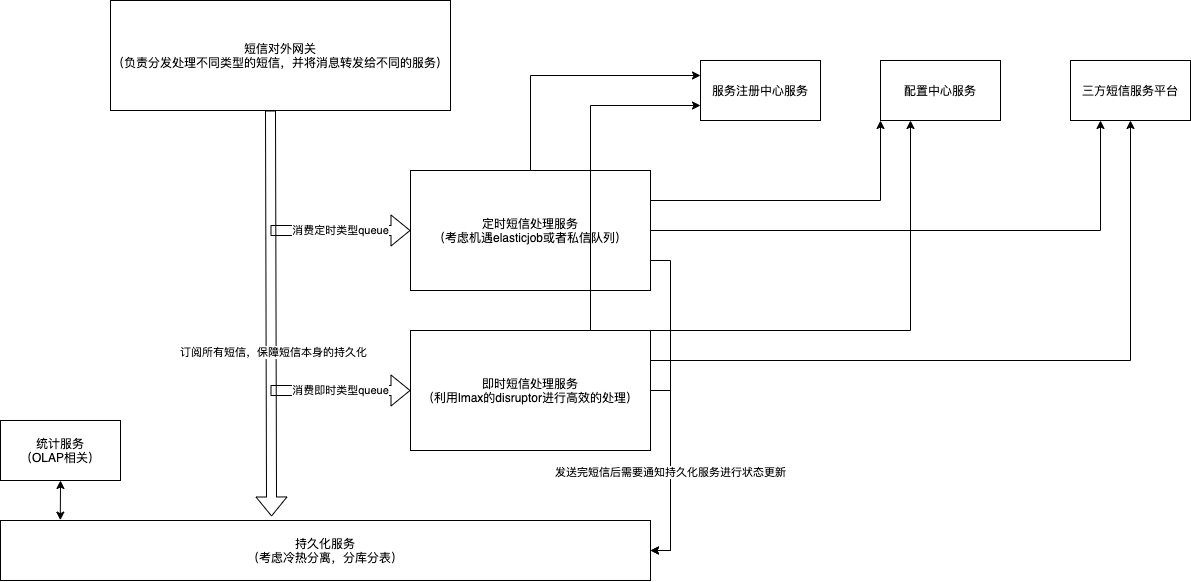 短信对外网关
（负责分发处理不同类型的短信，并将消息转发给不同的服务）
服务注册中心服务
配置中心服务
三方短信服务平台
消费定时类型queue
定时短信处理服务
（考虑机遇elasticjob或者私信队列）
订阅所有短信，保障短信本身的持久化
消费即时类型queue
即时短信处理服务
（利用lmax的disruptor进行高效的处理）
统计服务
（OLAP相关）
发送完短信后需要通知持久化服务进行状态更新
持久化服务
（考虑冷热分离，分库分表）